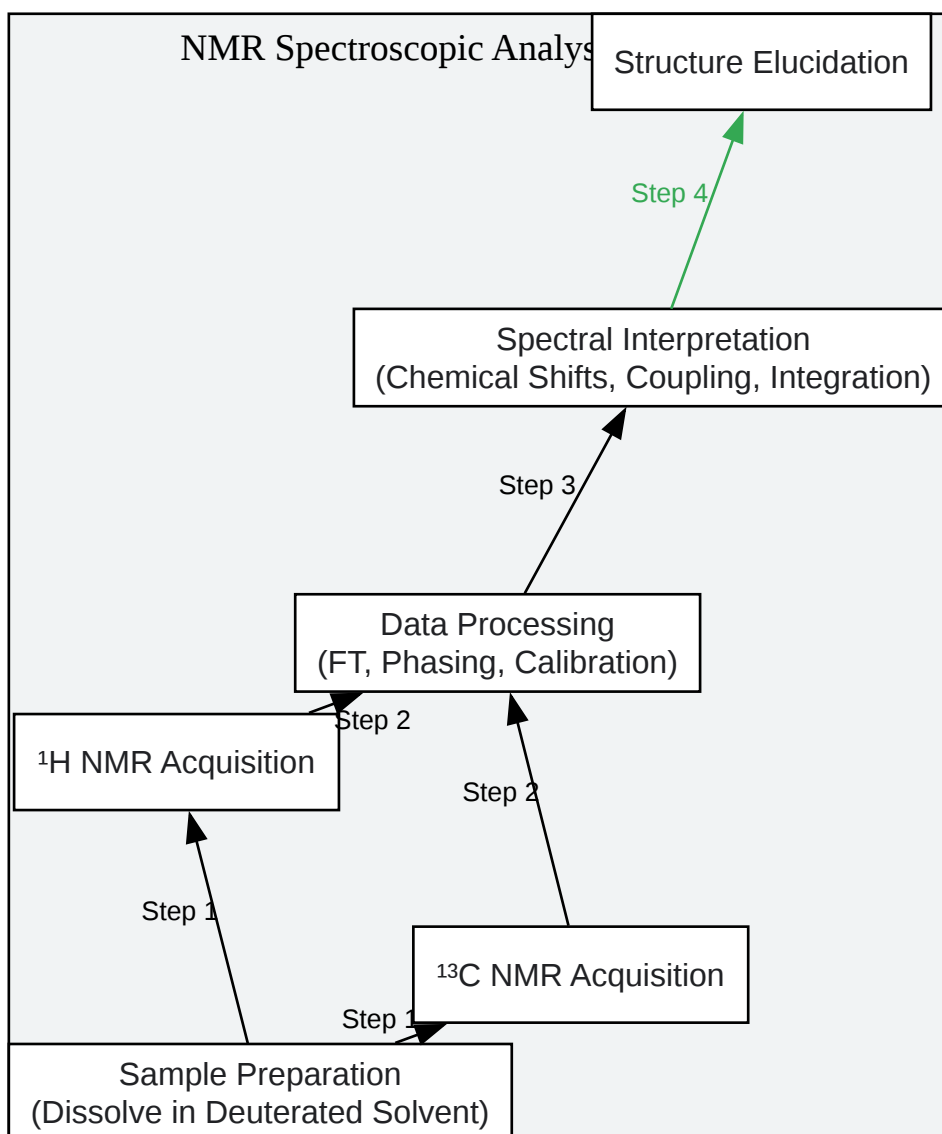 NMR Spectroscopic Analys
Structure Elucidation
Step 4
Spectral Interpretation
(Chemical Shifts, Coupling, Integration)
Step 3
Data Processing
(FT, Phasing, Calibration)
Step 2
¹H NMR Acquisition
Step 2
Step 1
¹³C NMR Acquisition
Step 1
Sample Preparation
(Dissolve in Deuterated Solvent)